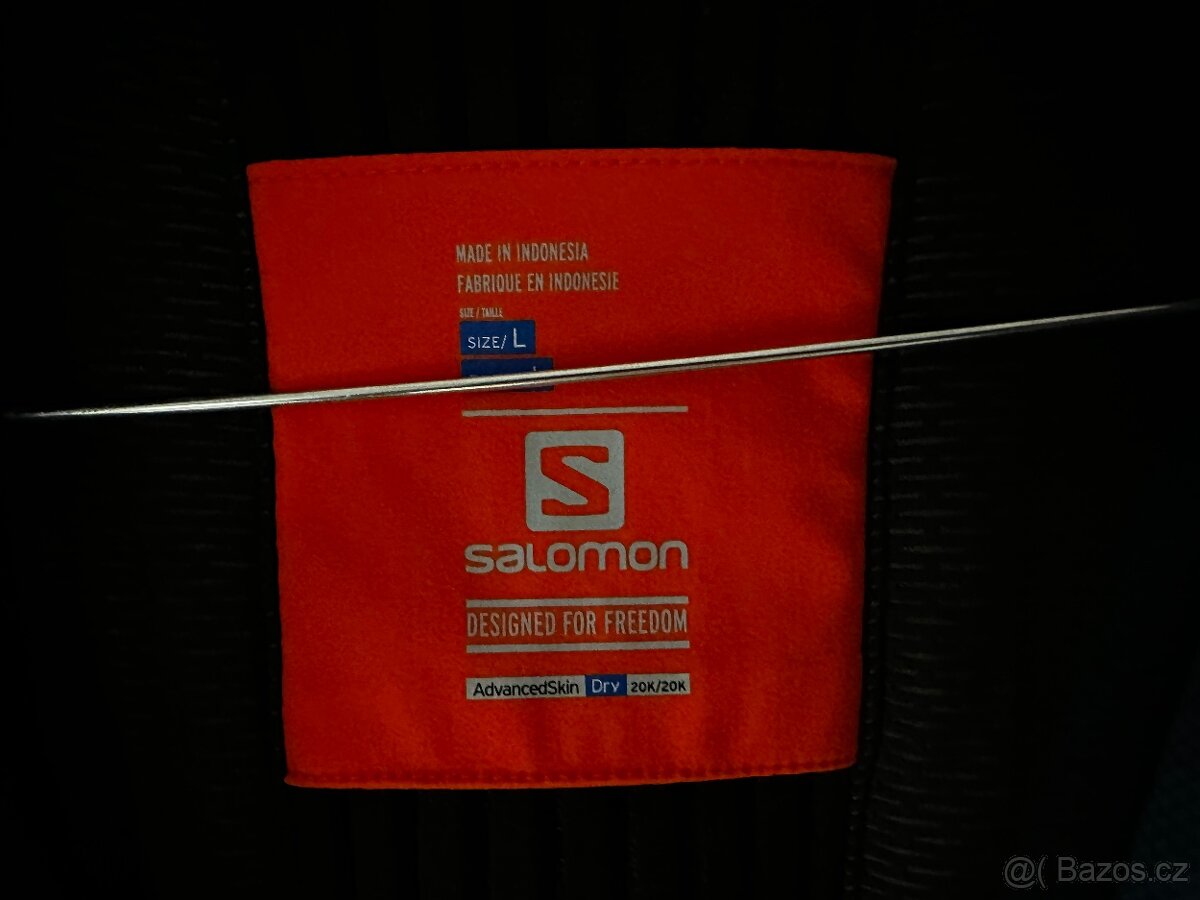 MADE IN INDONESIA
FABRIQUE EN INDONESIE
SIZE / TAILLE
SIZE/ L
S
SALOMON
DESIGNED FOR FREEDOM
AdvancedSkin Dry 20K/20K
@( Bazos.cz